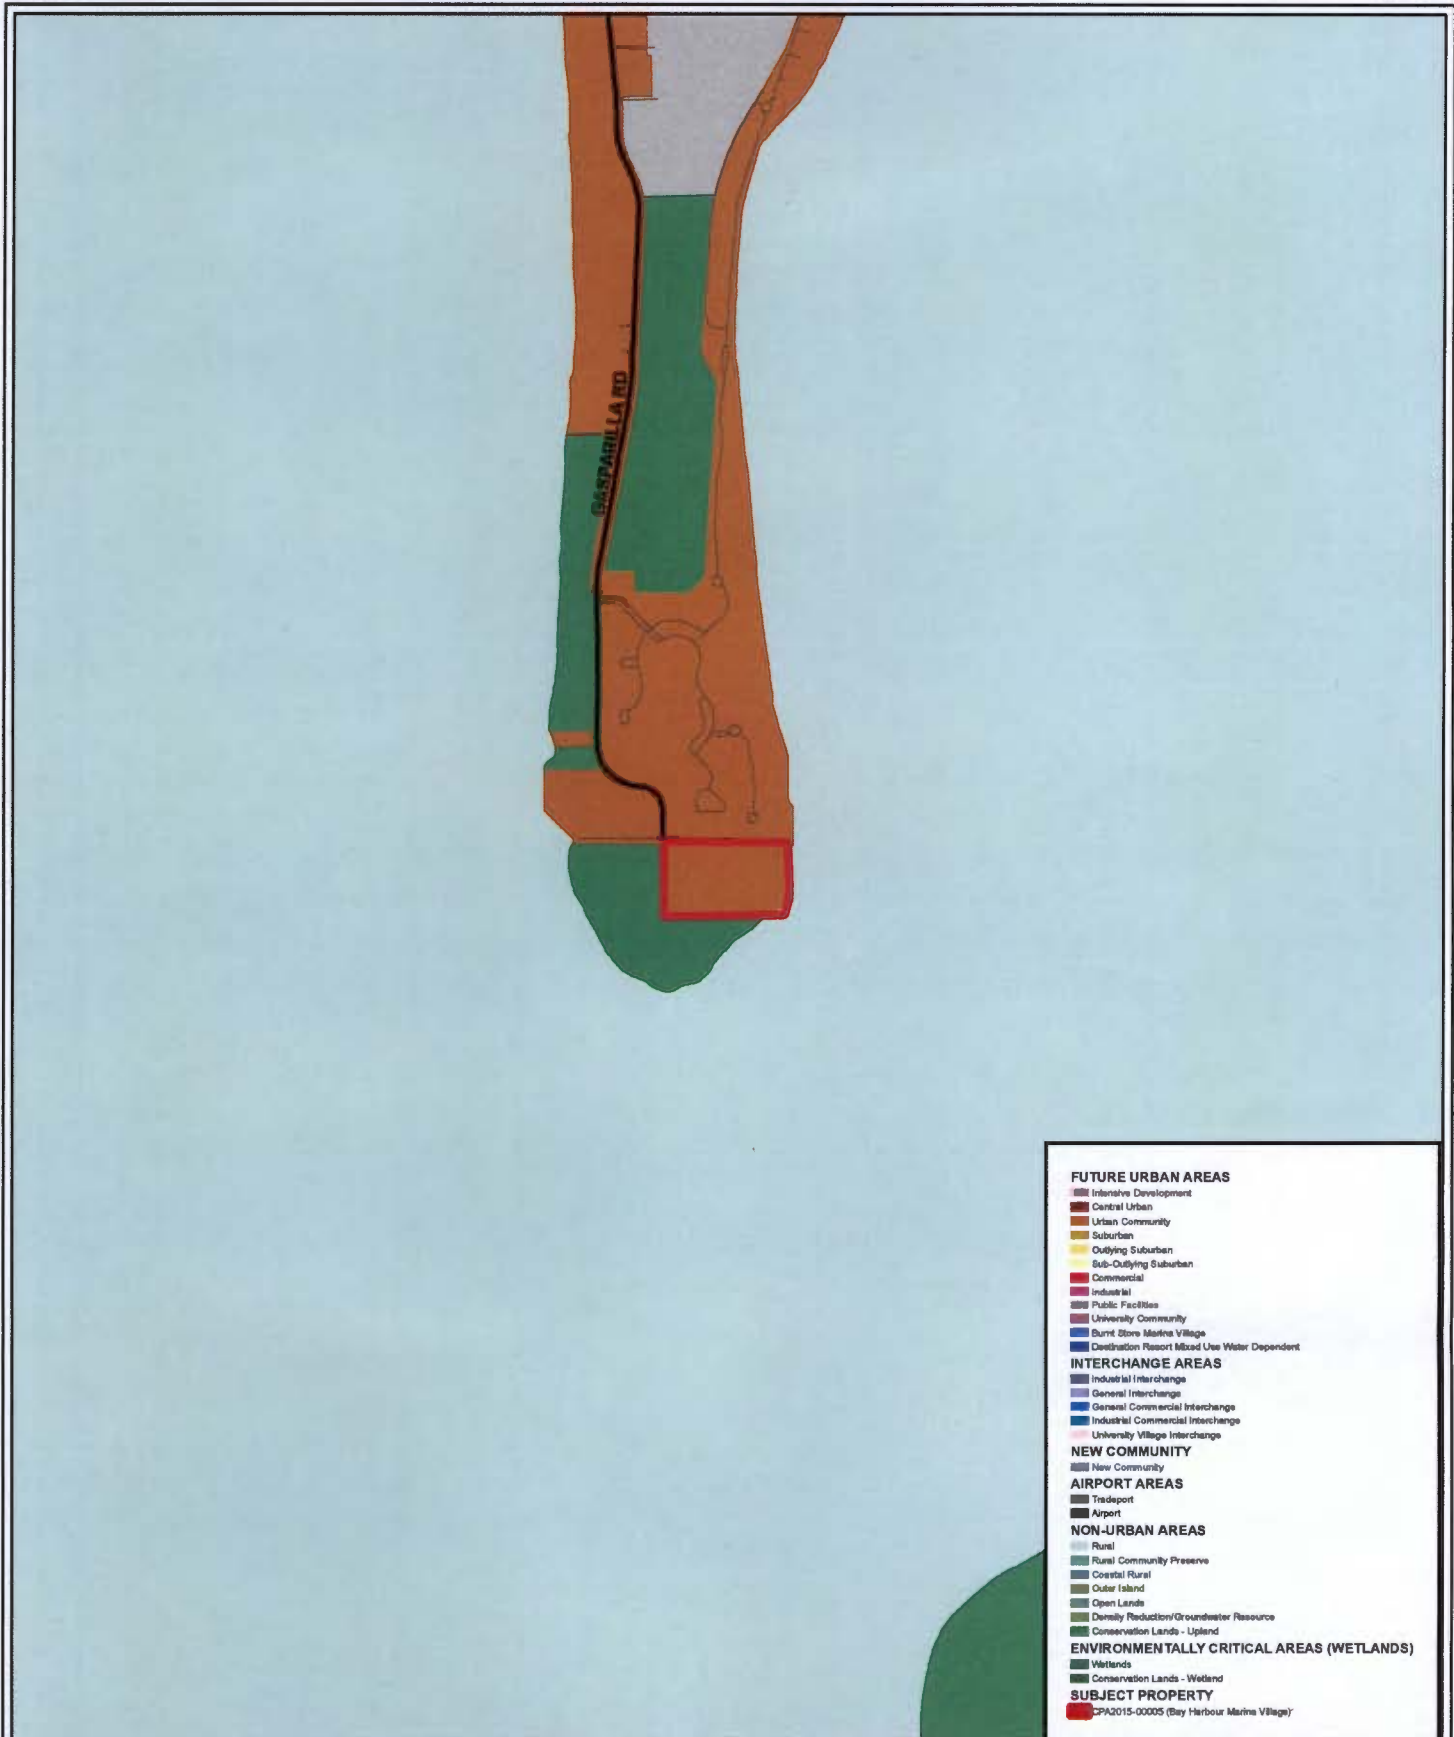 GASPARILLA RD
FUTURE URBAN AREAS
Intensive Development
Central Urban
Urban Community
Suburban
Outlying Suburban
Sub-Outlying Suburban
Commercial
Industrial
Public Facilities
University Community
Burnt Store Marina Village
Destination Resort Mixed Use Water Dependent
INTERCHANGE AREAS
Industrial Interchange
General Interchange
General Commercial Interchange
Industrial Commercial Interchange
University Village Interchange
NEW COMMUNITY
New Community
AIRPORT AREAS
Tradeport
Airport
NON-URBAN AREAS
Rural
Rural Community Preserve
Coastal Rural
Outer Island
Open Lands
Density Reduction/Groundwater Resource
Conservation Lands - Upland
ENVIRONMENTALLY CRITICAL AREAS (WETLANDS)
Wetlands
Conservation Lands - Wetland
SUBJECT PROPERTY
CPA2015-00005 (Bay Harbour Marina Village)